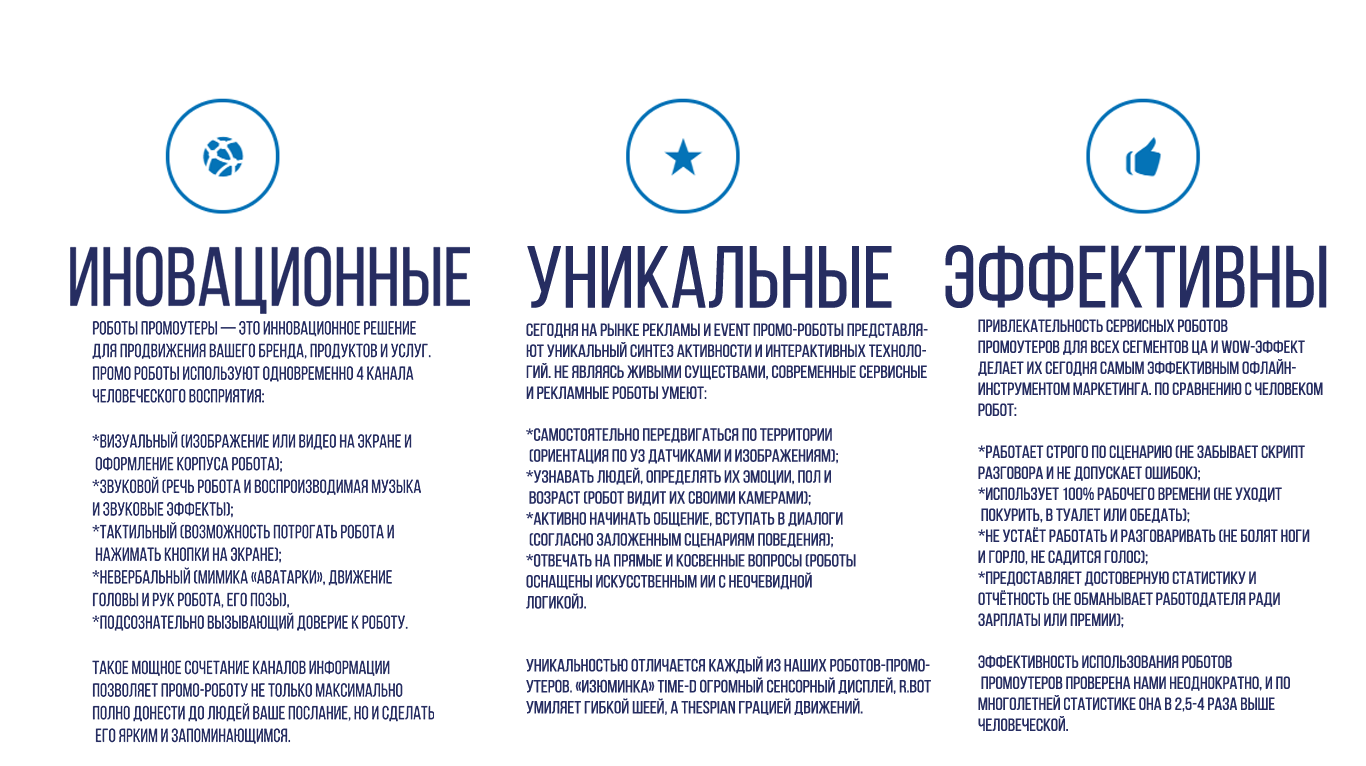 ИНОВАЦИОННЫЕ
РОБОТЫ ПРОМОУТЕРЫ — ЭТО ИННОВАЦИОННОЕ РЕШЕНИЕ
ДЛЯ ПРОДВИЖЕНИЯ ВАШЕГО БРЕНДА, ПРОДУКТОВ И УСЛУГ.
ПРОМО РОБОТЫ ИСПОЛЬЗУЮТ ОДНОВРЕМЕННО 4 КАНАЛА
ЧЕЛОВЕЧЕСКОГО ВОСПРИЯТИЯ:
*ВИЗУАЛЬНЫЙ (ИЗОБРАЖЕНИЕ ИЛИ ВИДЕО НА ЭКРАНЕ И
ОФОРМЛЕНИЕ КОРПУСА РОБОТА);
*ЗВУКОВОЙ (РЕЧЬ РОБОТА И ВОСПРОИЗВОДИМАЯ МУЗЫКА
И ЗВУКОВЫЕ ЭФФЕКТЫ);
*ТАКТИЛЬНЫЙ (ВОЗМОЖНОСТЬ ПОТРОГАТЬ РОБОТА И
НАЖИМАТЬ КНОПКИ НА ЭКРАНЕ);
*НЕВЕРБАЛЬНЫЙ (МИМИКА «АВАТАРКИ», ДВИЖЕНИЕ
ГОЛОВЫ И РУК РОБОТА, ЕГО ПОЗЫ),
*ПОДСОЗНАТЕЛЬНО ВЫЗЫВАЮЩИЙ ДОВЕРИЕ К РОБОТУ.
ТАКОЕ МОЩНОЕ СОЧЕТАНИЕ КАНАЛОВ ИНФОРМАЦИИ
ПОЗВОЛЯЕТ ПРОМО-РОБОТУ НЕ ТОЛЬКО МАКСИМАЛЬНО
ПОЛНО ДОНЕСТИ ДО ЛЮДЕЙ ВАШЕ ПОСЛАНИЕ, НО И СДЕЛАТЬ
ЕГО ЯРКИМ И ЗАПОМИНАЮЩИМСЯ.
УНИКАЛЬНЫЕ
СЕГОДНЯ НА РЫНКЕ РЕКЛАМЫ И EVENT ПРОМО-РОБОТЫ ПРЕДСТАВЛЯ-
ЮТ УНИКАЛЬНЫЙ СИНТЕЗ АКТИВНОСТИ И ИНТЕРАКТИВНЫХ ТЕХНОЛО-
ГИЙ. НЕ ЯВЛЯЯСЬ ЖИВЫМИ СУЩЕСТВАМИ, СОВРЕМЕННЫЕ СЕРВИСНЫЕ
И РЕКЛАМНЫЕ РОБОТЫ УМЕЮТ:
*САМОСТОЯТЕЛЬНО ПЕРЕДВИГАТЬСЯ ПО ТЕРРИТОРИИ
(ОРИЕНТАЦИЯ ПО УЗ ДАТЧИКАМИ И ИЗОБРАЖЕНИЯМ);
*УЗНАВАТЬ ЛЮДЕЙ, ОПРЕДЕЛЯТЬ ИХ ЭМОЦИИ, ПОЛ И
ВОЗРАСТ (РОБОТ ВИДИТ ИХ СВОИМИ КАМЕРАМИ);
*АКТИВНО НАЧИНАТЬ ОБЩЕНИЕ, ВСТУПАТЬ В ДИАЛОГИ
(СОГЛАСНО ЗАЛОЖЕННЫМ СЦЕНАРИЯМ ПОВЕДЕНИЯ);
*ОТВЕЧАТЬ НА ПРЯМЫЕ И КОСВЕННЫЕ ВОПРОСЫ (РОБОТЫ
ОСНАЩЕНЫ ИСКУССТВЕННЫМ ИИ С НЕОЧЕВИДНОЙ
ЛОГИКОЙ).
УНИКАЛЬНОСТЬЮ ОТЛИЧАЕТСЯ КАЖДЫЙ ИЗ НАШИХ РОБОТОВ-ПРОМО-
УТЕРОВ. «ИЗЮМИНКА» TIME-D ОГРОМНЫЙ СЕНСОРНЫЙ ДИСПЛЕЙ, R.BOT
УМИЛЯЕТ ГИБКОЙ ШЕЕЙ, А THESPIAN ГРАЦИЕЙ ДВИЖЕНИЙ.
ЭФФЕКТИВНЫ
ПРИВЛЕКАТЕЛЬНОСТЬ СЕРВИСНЫХ РОБОТОВ
ПРОМОУТЕРОВ ДЛЯ ВСЕХ СЕГМЕНТОВ ЦА И WOW-ЭФФЕКТ
ДЕЛАЕТ ИХ СЕГОДНЯ САМЫМ ЭФФЕКТИВНЫМ ОФЛАЙН-
ИНСТРУМЕНТОМ МАРКЕТИНГА. ПО СРАВНЕНИЮ С ЧЕЛОВЕКОМ
РОБОТ:
*РАБОТАЕТ СТРОГО ПО СЦЕНАРИЮ (НЕ ЗАБЫВАЕТ СКРИПТ
РАЗГОВОРА И НЕ ДОПУСКАЕТ ОШИБОК);
*ИСПОЛЬЗУЕТ 100% РАБОЧЕГО ВРЕМЕНИ (НЕ УХОДИТ
ПОКУРИТЬ, В ТУАЛЕТ ИЛИ ОБЕДАТЬ);
*НЕ УСТАЁТ РАБОТАТЬ И РАЗГОВАРИВАТЬ (НЕ БОЛЯТ НОГИ
И ГОРЛО, НЕ САДИТСЯ ГОЛОС);
*ПРЕДОСТАВЛЯЕТ ДОСТОВЕРНУЮ СТАТИСТИКУ И
ОТЧЁТНОСТЬ (НЕ ОБМАНЫВАЕТ РАБОТОДАТЕЛЯ РАДИ
ЗАРПЛАТЫ ИЛИ ПРЕМИИ);
ЭФФЕКТИВНОСТЬ ИСПОЛЬЗОВАНИЯ РОБОТОВ
ПРОМОУТЕРОВ ПРОВЕРЕНА НАМИ НЕОДНОКРАТНО, И ПО
МНОГОЛЕТНЕЙ СТАТИСТИКЕ ОНА В 2,5-4 РАЗА ВЫШЕ
ЧЕЛОВЕЧЕСКОЙ.